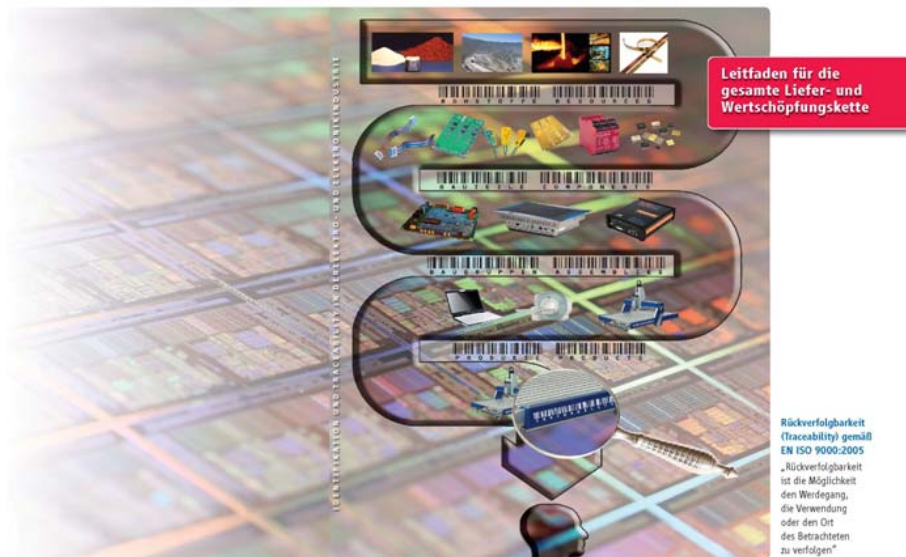 Leitfaden für die
gesamte Liefer- und
Wertschöpfungskette
ROHSTOFFE RESOURCES
BAUTEILE COMPONENTS
BAUGRUPPEN ASSEMBLIES
PRODUKTE PRODUCTS
IDENTIFIKATION UND TRACEABILITY IN DER ELEKTRO- UND ELEKTRONIKINDUSTRIE
Rückverfolgbarkeit
(Traceability) gemäß
EN ISO 9000:2005
„Rückverfolgbarkeit
ist die Möglichkeit
den Werdegang,
die Verwendung
oder den Ort
des Betrachteten
zu verfolgen“